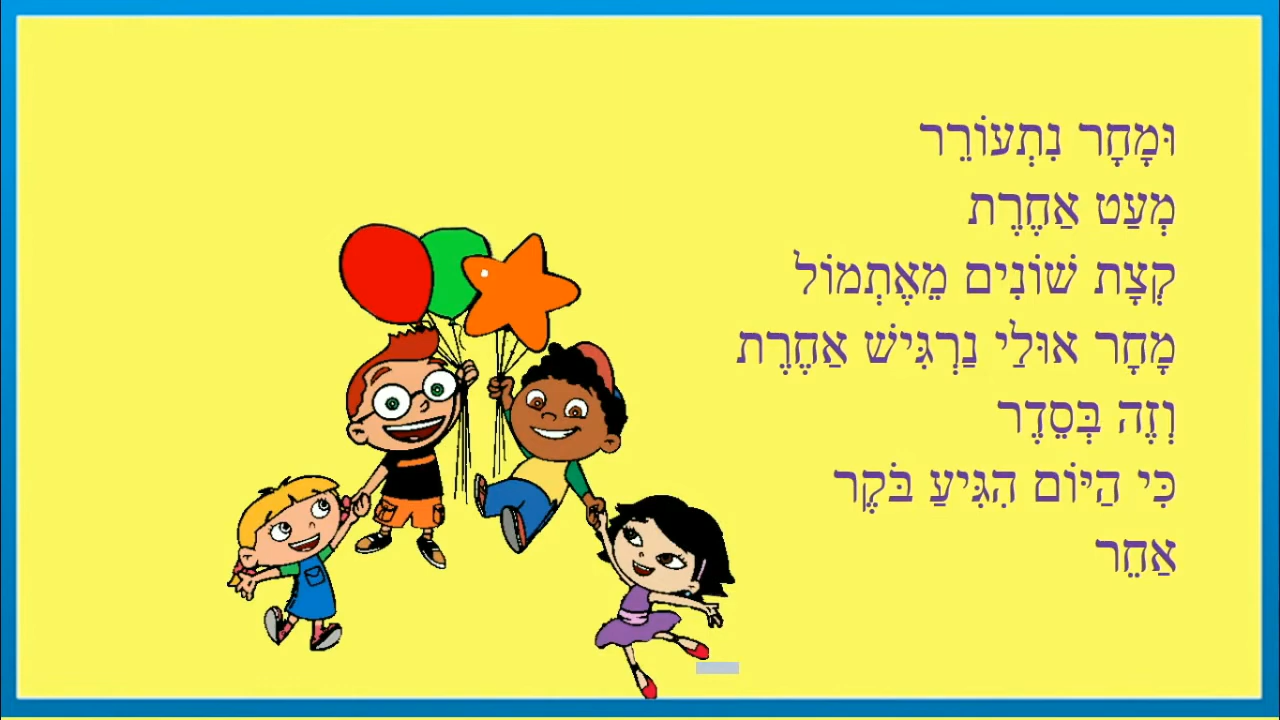 וּמָחָר נִתְעוֹרֵר
מְעַט אַחֶרֶת
קְצָת שׁוֹנִים מֵאֶתְמוֹל
מָחָר אוּלַי נַרְגִּישׁ אַחֶרֶת
וְזֶה בְּסֵדֶר
כִּי הַיּוֹם הִגִּיעַ בֹּקֶר
אַחֵר